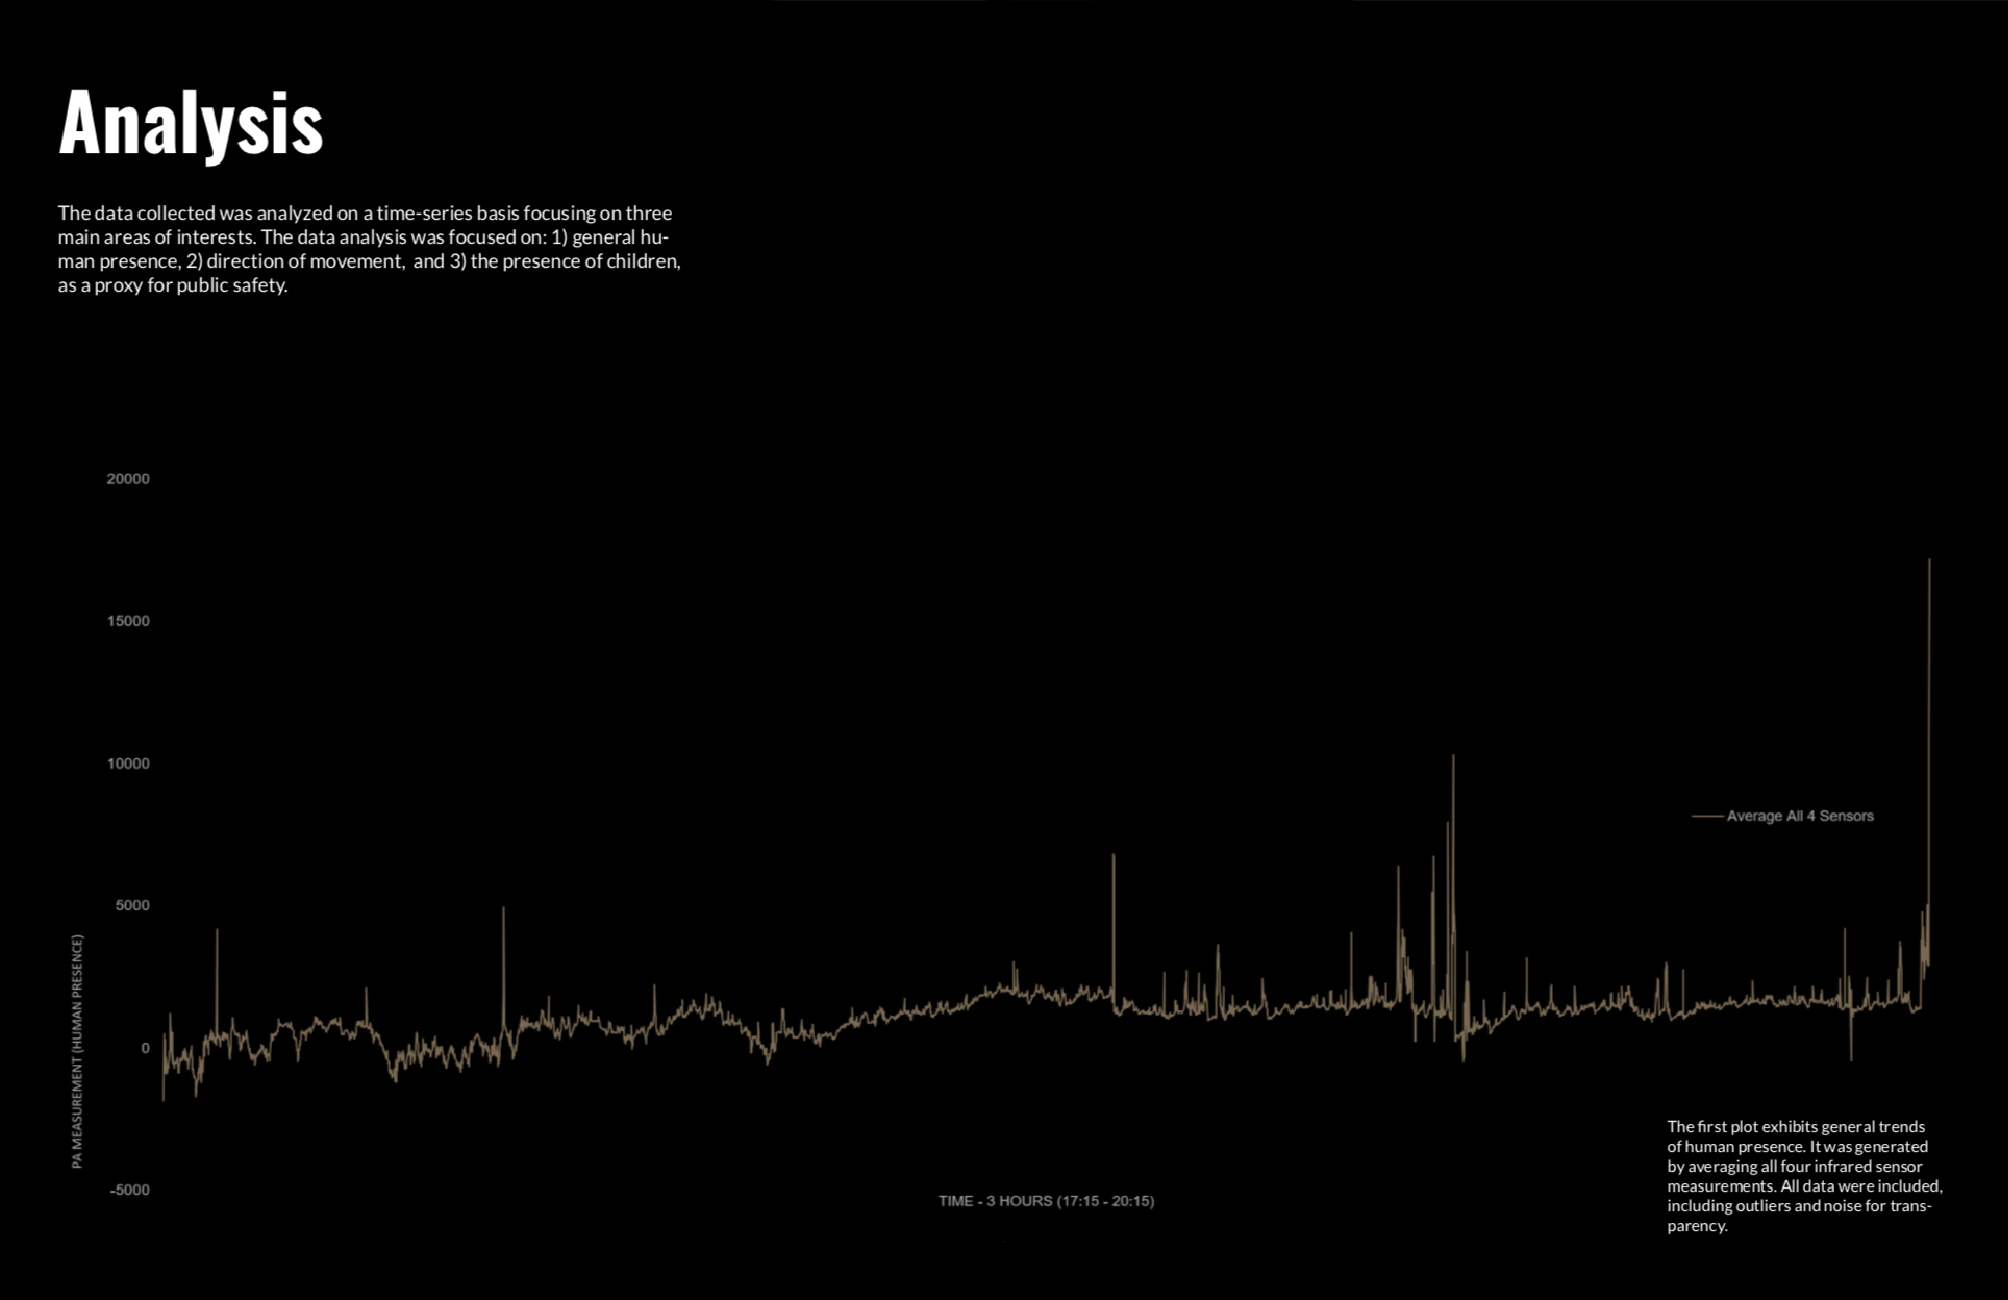 Analysis
The data collected was analyzed on a time-series basis focusing on three
main areas of interests. The data analysis was focused on: 1) general hu-
man presence, 2) direction of movement, and 3) the presence of children,
as a proxy for public safety.
20000
15000
10000
5000
0
-5000
PA MEASUREMENT (HUMAN PRESENCE)
Average All 4 Sensors
TIME - 3 HOURS (17:15 - 20:15)
The first plot exhibits general trends
of human presence. It was generated
by averaging all four infrared sensor
measurements. All data were included,
including outliers and noise for trans-
parency.